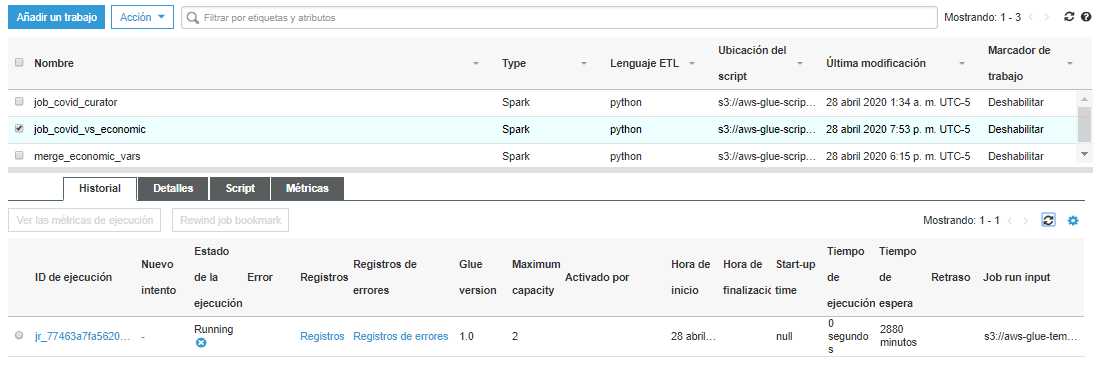 Añadir un trabajo Acción Filtrar por etiquetas y atributos Mostrando: 1 - 3
Nombre Tipo Lenguaje ETL Ubicación del script Última modificación Marcador de trabajo
job_covid_curator Spark python s3://aws-glue-scrip... 28 abril 2020 1:34 a. m. UTC-5 Deshabilitar
job_covid_vs_economic Spark python s3://aws-glue-scrip... 28 abril 2020 7:53 p. m. UTC-5 Deshabilitar
merge_economic_vars Spark python s3://aws-glue-scrip... 28 abril 2020 6:15 p. m. UTC-5 Deshabilitar
Historial Detalles Script Métricas
Ver las métricas de ejecución Rewind job bookmark Mostrando: 1 - 1
ID de ejecución Nuevo intento Estado de la ejecución Error Registros Registros de errores Glue version Maximum capacity Activado por Hora de inicio Hora de finalizació Start-up time Tiempo de ejecución Tiempo de espera Retraso Job run input
jr_77463a7fa5620... - Running Registros Registros de errores 1.0 2 28 abril... null 0 segundos 2880 minutos s3://aws-glue-tem...